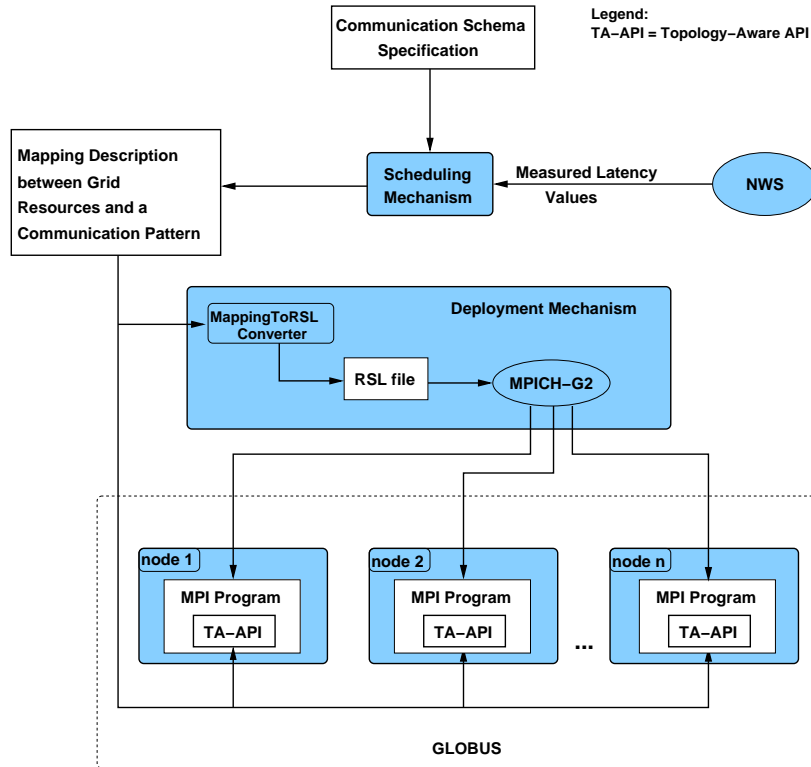 Communication Schema
Specification
Legend:
TA−API = Topology−Aware API
Mapping Description
between Grid
Resources and a
Communication Pattern
Scheduling
Mechanism
Measured Latency
Values
NWS
Deployment Mechanism
MappingToRSL
Converter
RSL file
MPICH−G2
node 1
MPI Program
TA−API
node 2
MPI Program
TA−API
...
node n
MPI Program
TA−API
GLOBUS